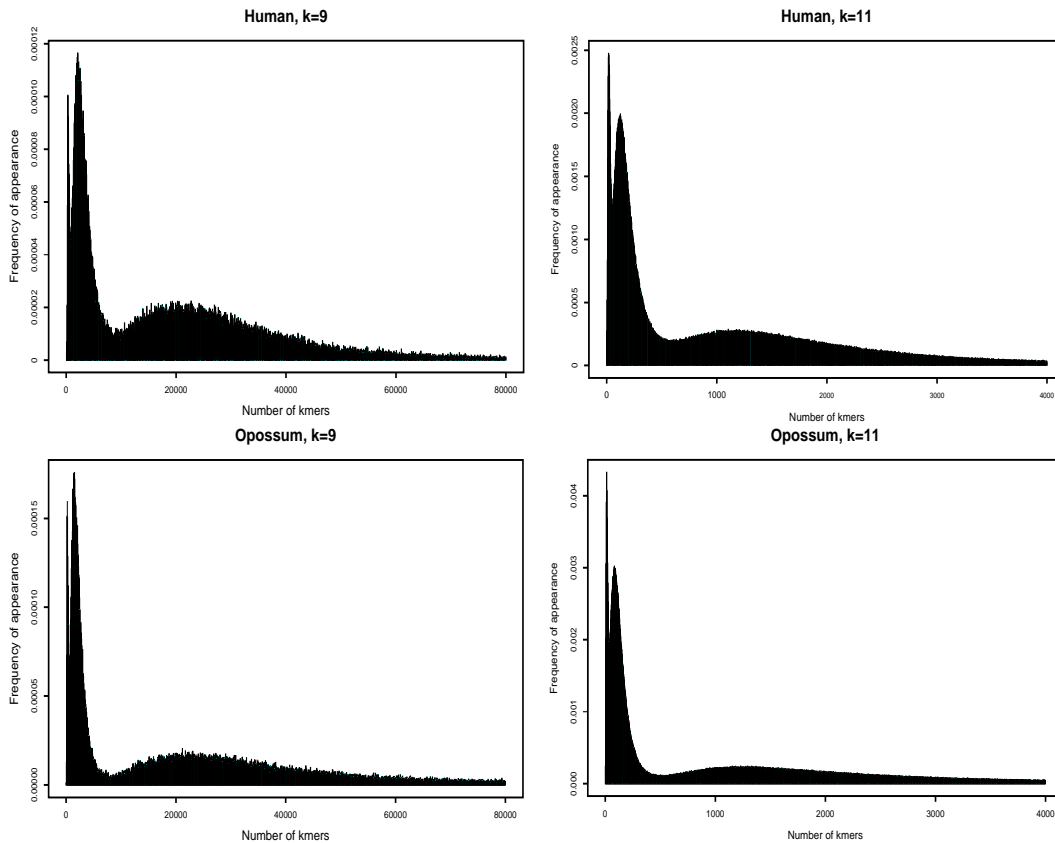 Human, k=9
Frequency of appearance
0.00012
0.00010
0.00008
0.00006
0.00004
0.00002
0
0 20000 40000 60000 80000
Number of kmers
Human, k=11
Frequency of appearance
0.0025
0.0020
0.0015
0.0010
0.0005
0
0 1000 2000 3000 4000
Number of kmers
Opossum, k=9
Frequency of appearance
0.00015
0.00010
0.00005
0.00000
0 20000 40000 60000 80000
Number of kmers
Opossum, k=11
Frequency of appearance
0.004
0.003
0.002
0.001
0.00
0 1000 2000 3000 4000
Number of kmers